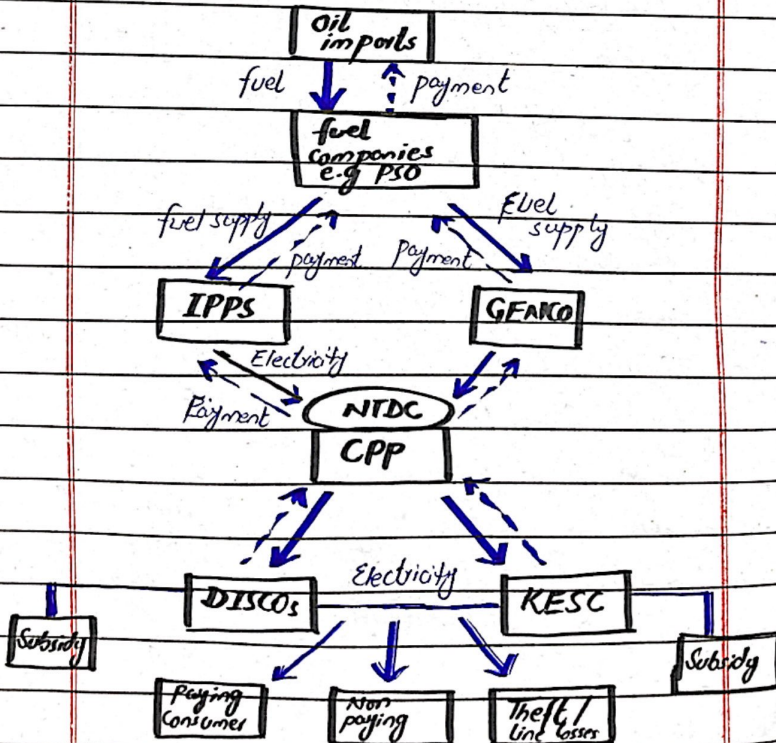 Oil
imports
fuel
payment
fuel
companies
e.g PSO
fuel supply
Fuel
supply
payment
Payment
IPPS
GENCO
Electricity
Payment
NTDC
CPP
Electricity
DISCOs
KESC
Subsidy
Subsidy
Paying
Consumer
Non
paying
Theft/
Line losses